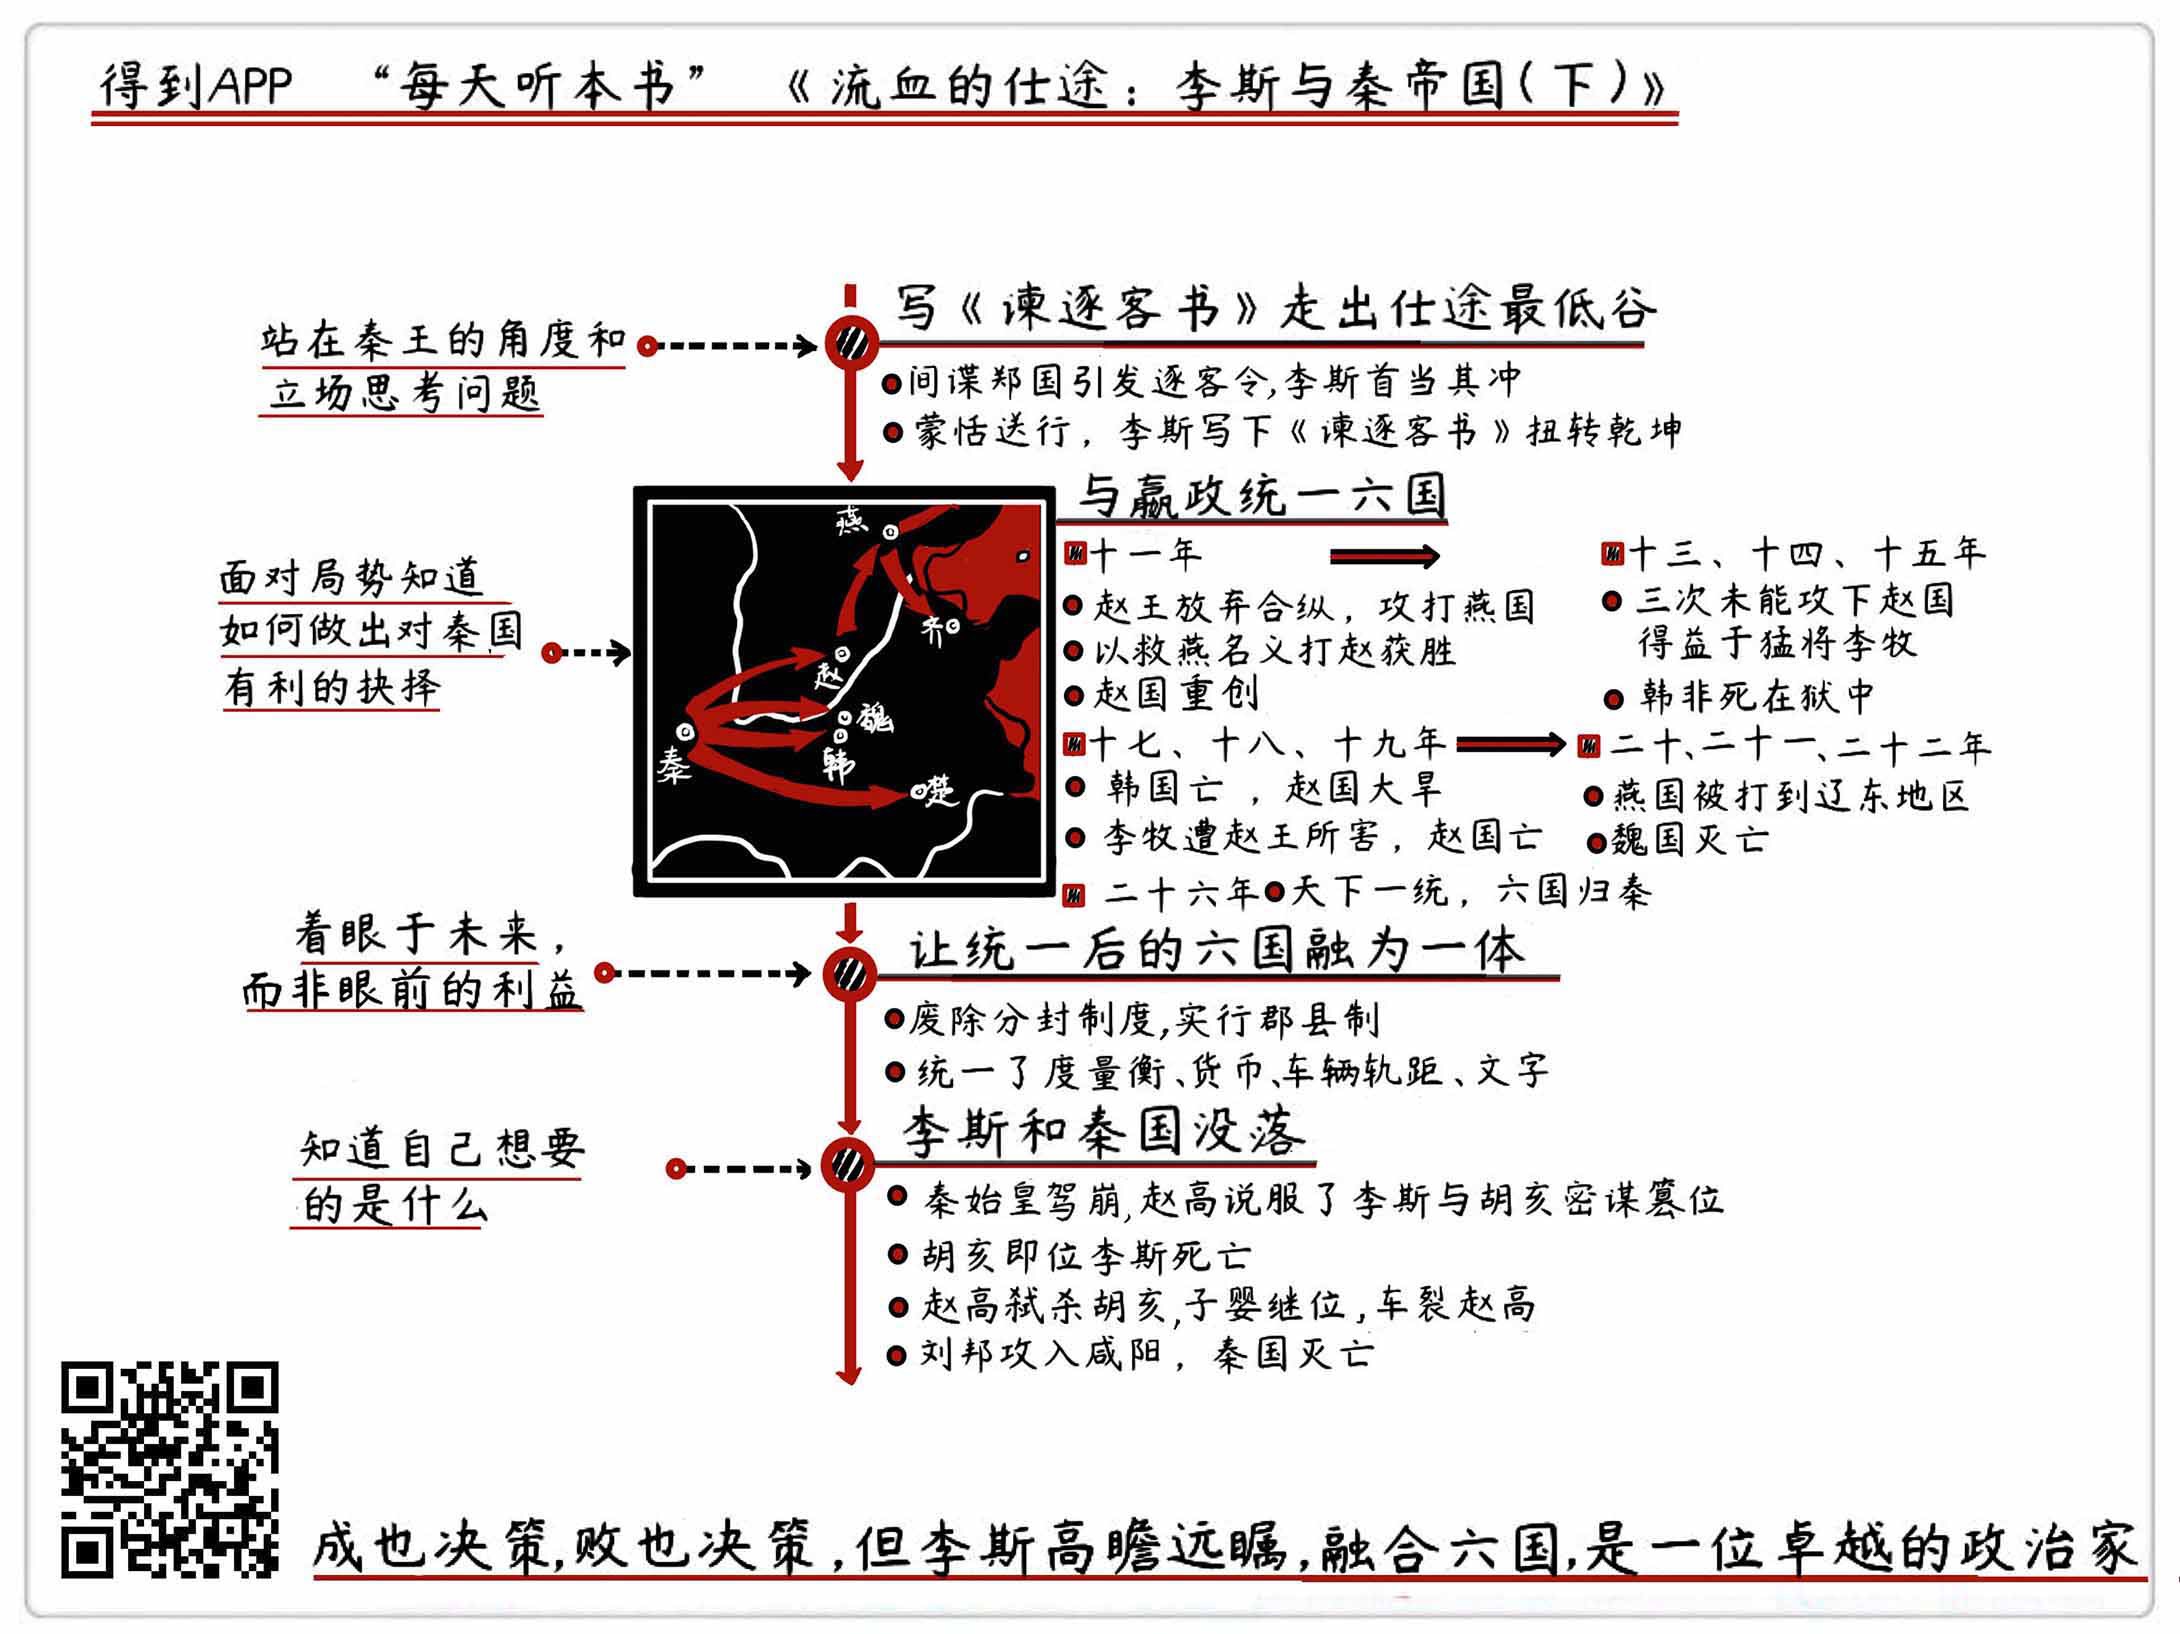 得到APP “每天听本书” 《流血的仕途：李斯与秦帝国(下)》
站在秦王的角度和
立场思考问题
写《谏逐客书》走出仕途最低谷
间谍郑国引发逐客令,李斯首当其冲
蒙恬送行，李斯写下《谏逐客书》扭转乾坤
面对局势知道
如何做出对秦国
有利的抉择
燕
齐
赵
魏
韩
秦
楚
与嬴政统一六国
十一年
赵王放弃合纵，攻打燕国
以救燕名义打赵获胜
赵国重创
十三、十四、十五年
三次未能攻下赵国
得益于猛将李牧
韩非死在狱中
十七、十八、十九年
韩国亡，赵国大旱
李牧遭赵王所害，赵国亡
二十、二十一、二十二年
燕国被打到辽东地区
魏国灭亡
二十六年 天下一统，六国归秦
着眼于未来，
而非眼前的利益
让统一后的六国融为一体
废除分封制度,实行郡县制
统一了度量衡、货币、车辆轨距、文字
知道自己想要
的是什么
李斯和秦国没落
秦始皇驾崩,赵高说服了李斯与胡亥密谋篡位
胡亥即位李斯死亡
赵高弑杀胡亥,子婴继位,车裂赵高
刘邦攻入咸阳，秦国灭亡
成也决策,败也决策,但李斯高瞻远瞩,融合六国,是一位卓越的政治家